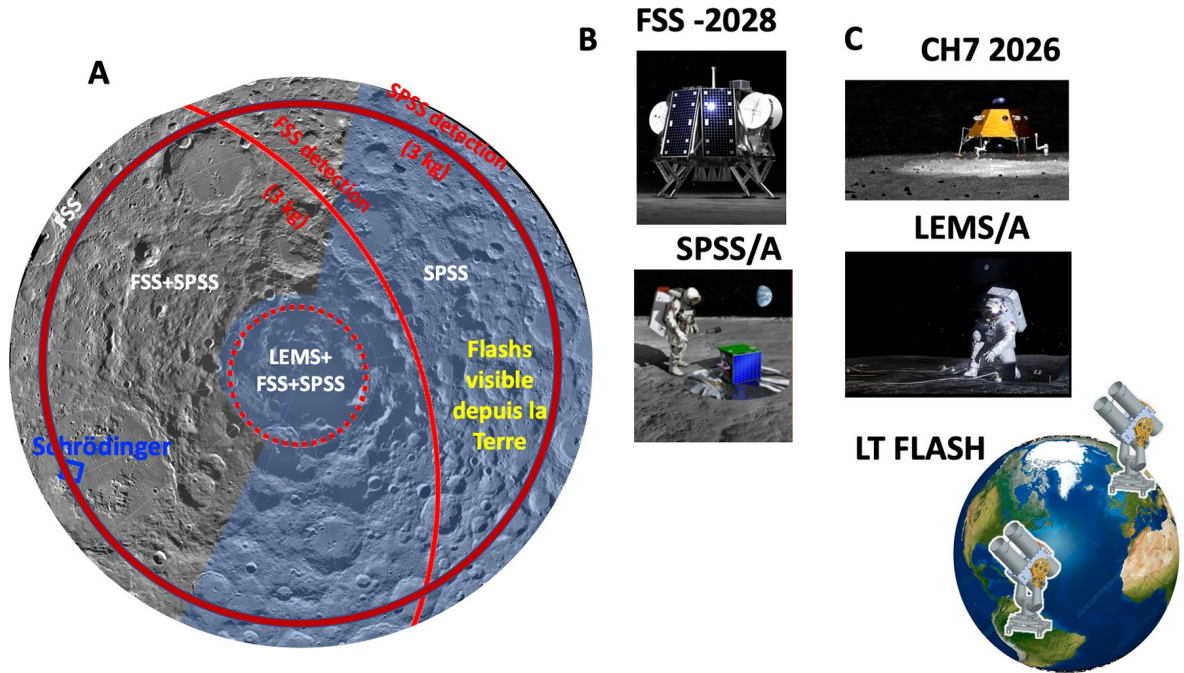 A
FSS
FSS detection
(3 kg)
SPSS detection
(3 kg)
FSS+SPSS
SPSS
LEMS+
FSS+SPSS
Flashs
visible
depuis la
Terre
Schrödinger
B
FSS -2028
SPSS/A
C
CH7 2026
LEMS/A
LT FLASH